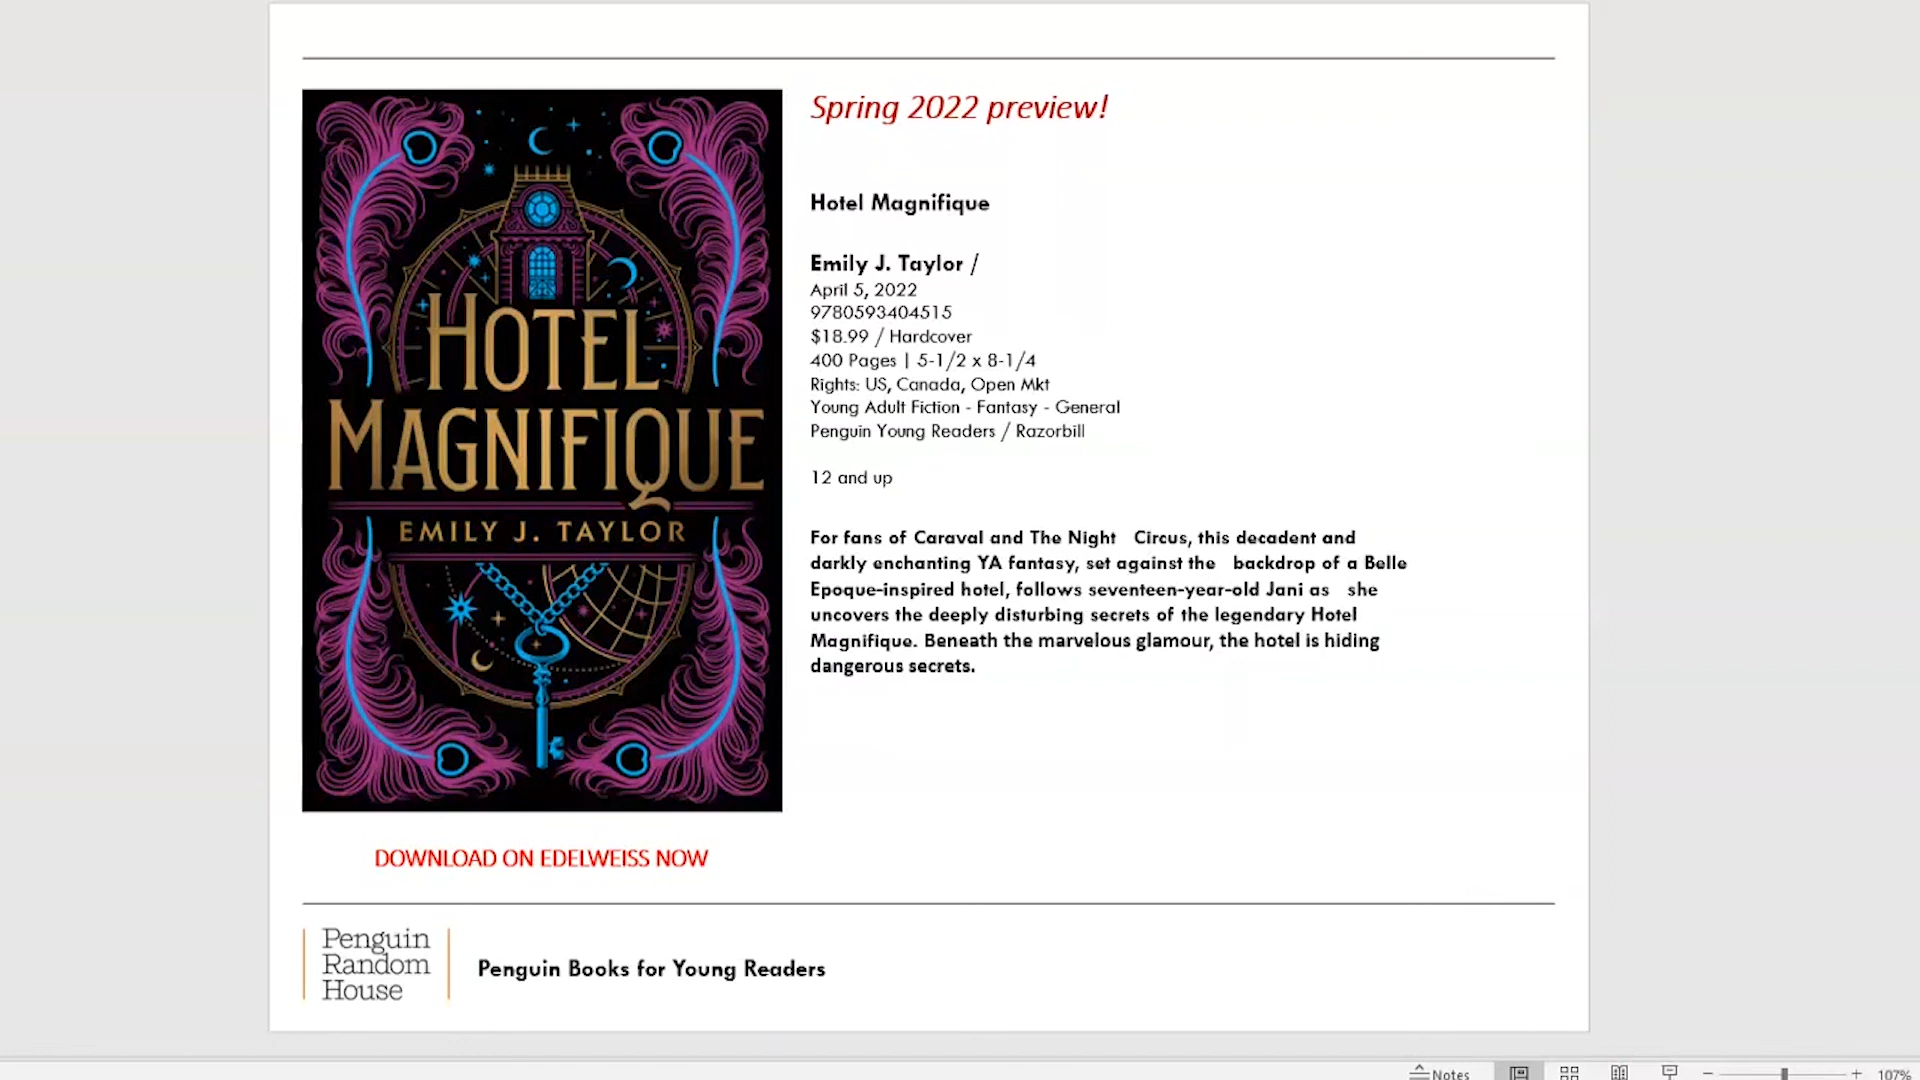 Spring 2022 preview!
HOTEL
MAGNIFIQUE
EMILY J. TAYLOR
Hotel Magnifique
Emily J. Taylor /
April 5, 2022
9780593404515
$18.99 / Hardcover
400 Pages | 5-1/2 x 8-1/4
Rights: US, Canada, Open Mkt
Young Adult Fiction - Fantasy - General
Penguin Young Readers / Razorbill
12 and up
For fans of Caraval and The Night Circus, this decadent and
darkly enchanting YA fantasy, set against the backdrop of a Belle
Epoque-inspired hotel, follows seventeen-year-old Jani as she
uncovers the deeply disturbing secrets of the legendary Hotel
Magnifique. Beneath the marvelous glamour, the hotel is hiding
dangerous secrets.
DOWNLOAD ON EDELWEISS NOW
Penguin
Random
House
Penguin Books for Young Readers
Notes
107%